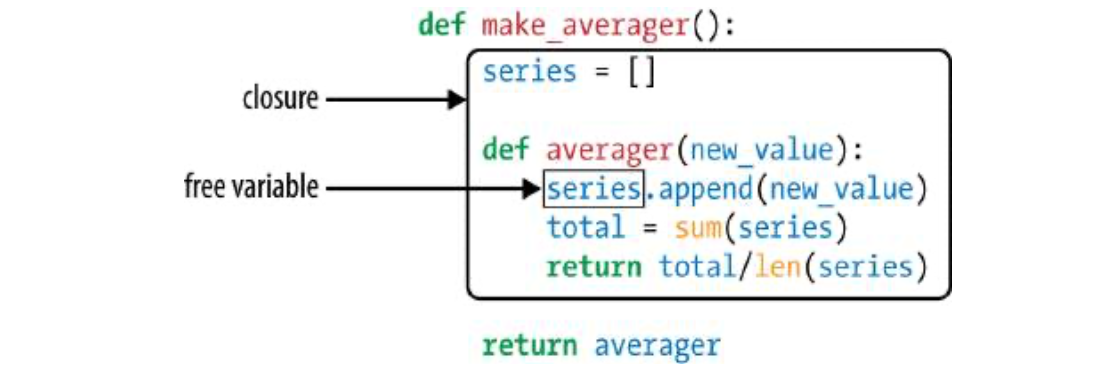 def make_averager():
series = []
closure
def averager(new_value):
free variable
series.append(new_value)
total = sum(series)
return total/len(series)
return averager